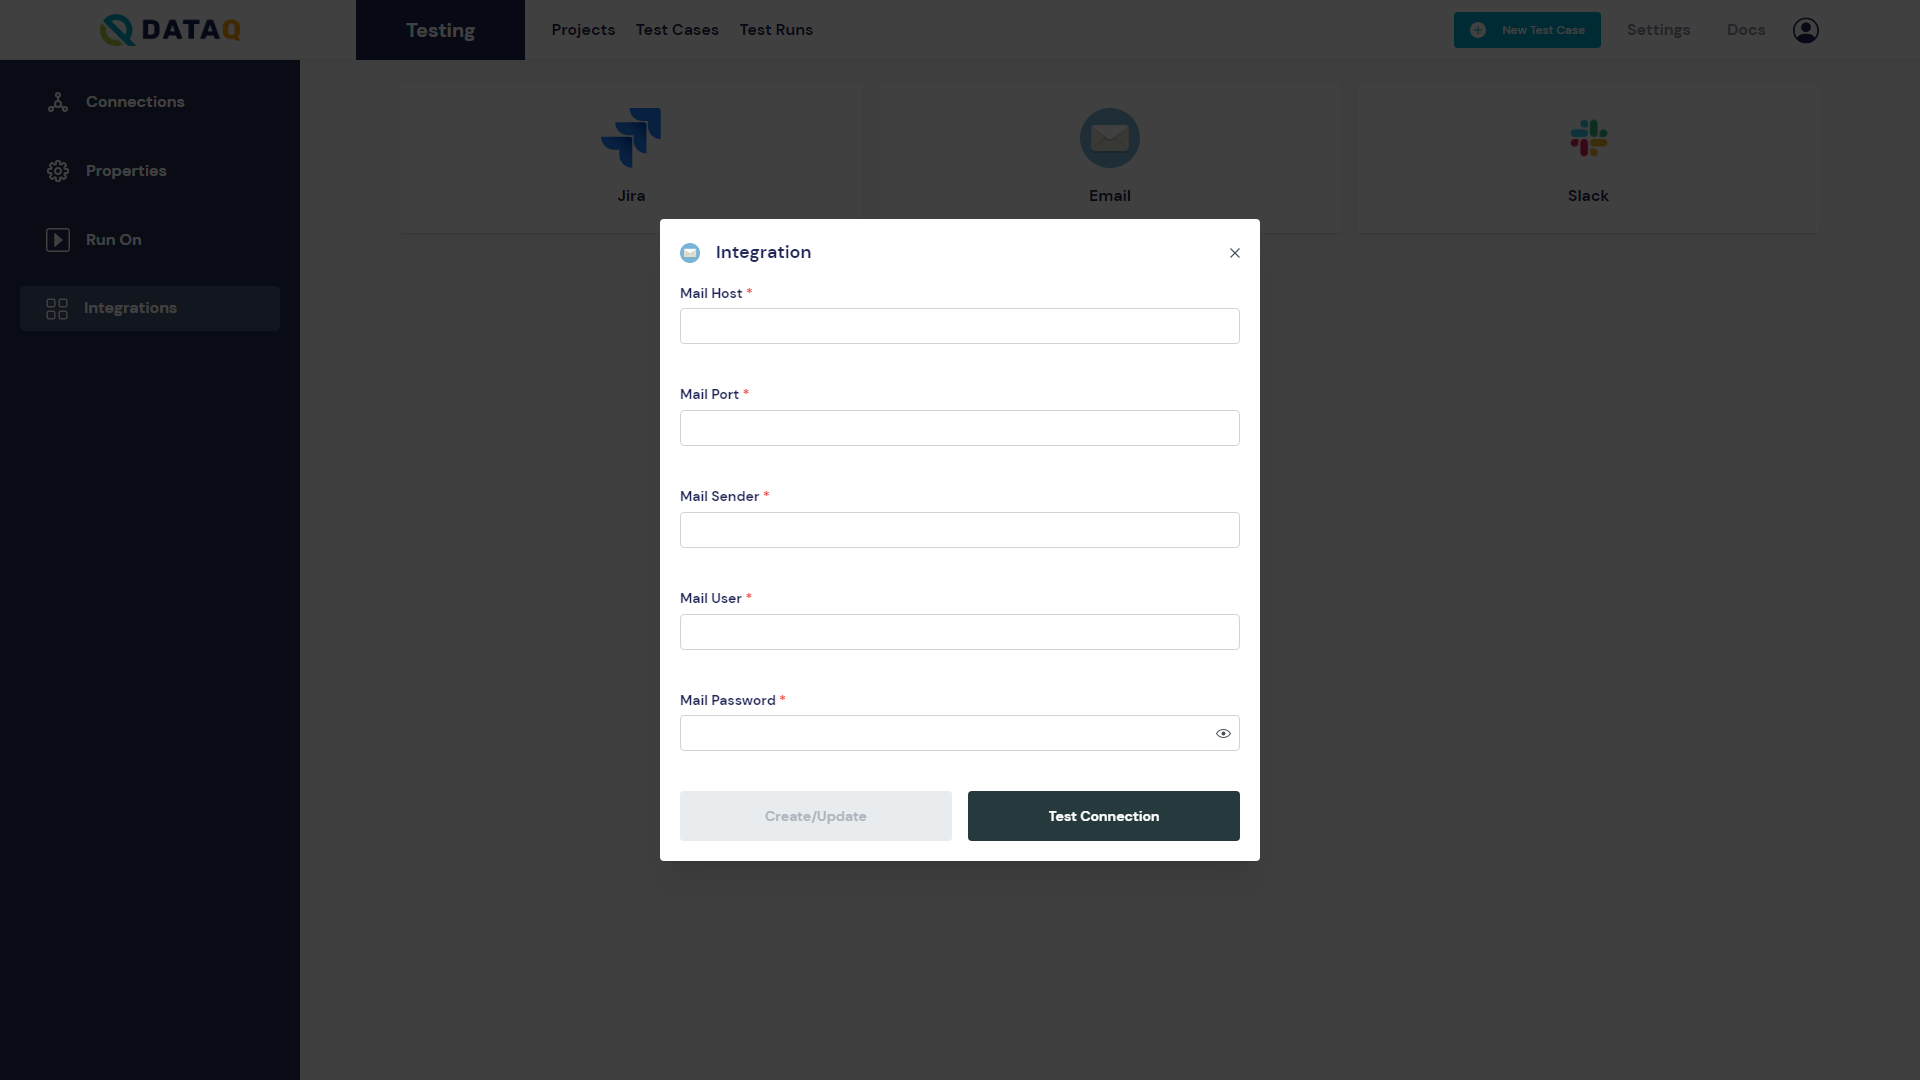 DATAQ
Testing
Projects
Test Cases
Test Runs
New Test Case
Settings
Docs
Connections
Properties
Run On
Integrations
Jira
Email
Slack
Integration
Mail Host *
Mail Port *
Mail Sender *
Mail User *
Mail Password *
Create/Update
Test Connection